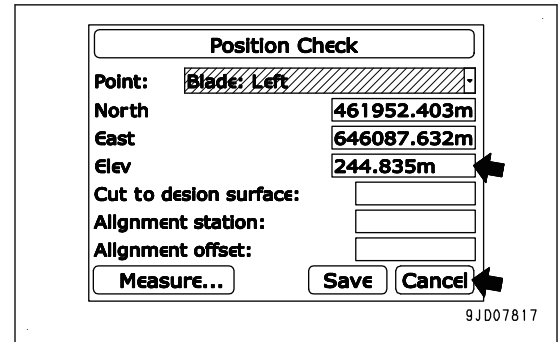 Position Check
Point: Blade: Left
North 461952.403m
East 646087.632m
Elev 244.835m
Cut to desion surface:
Alignment station:
Alignment offset:
Measure... Save Cancel
9JD07817